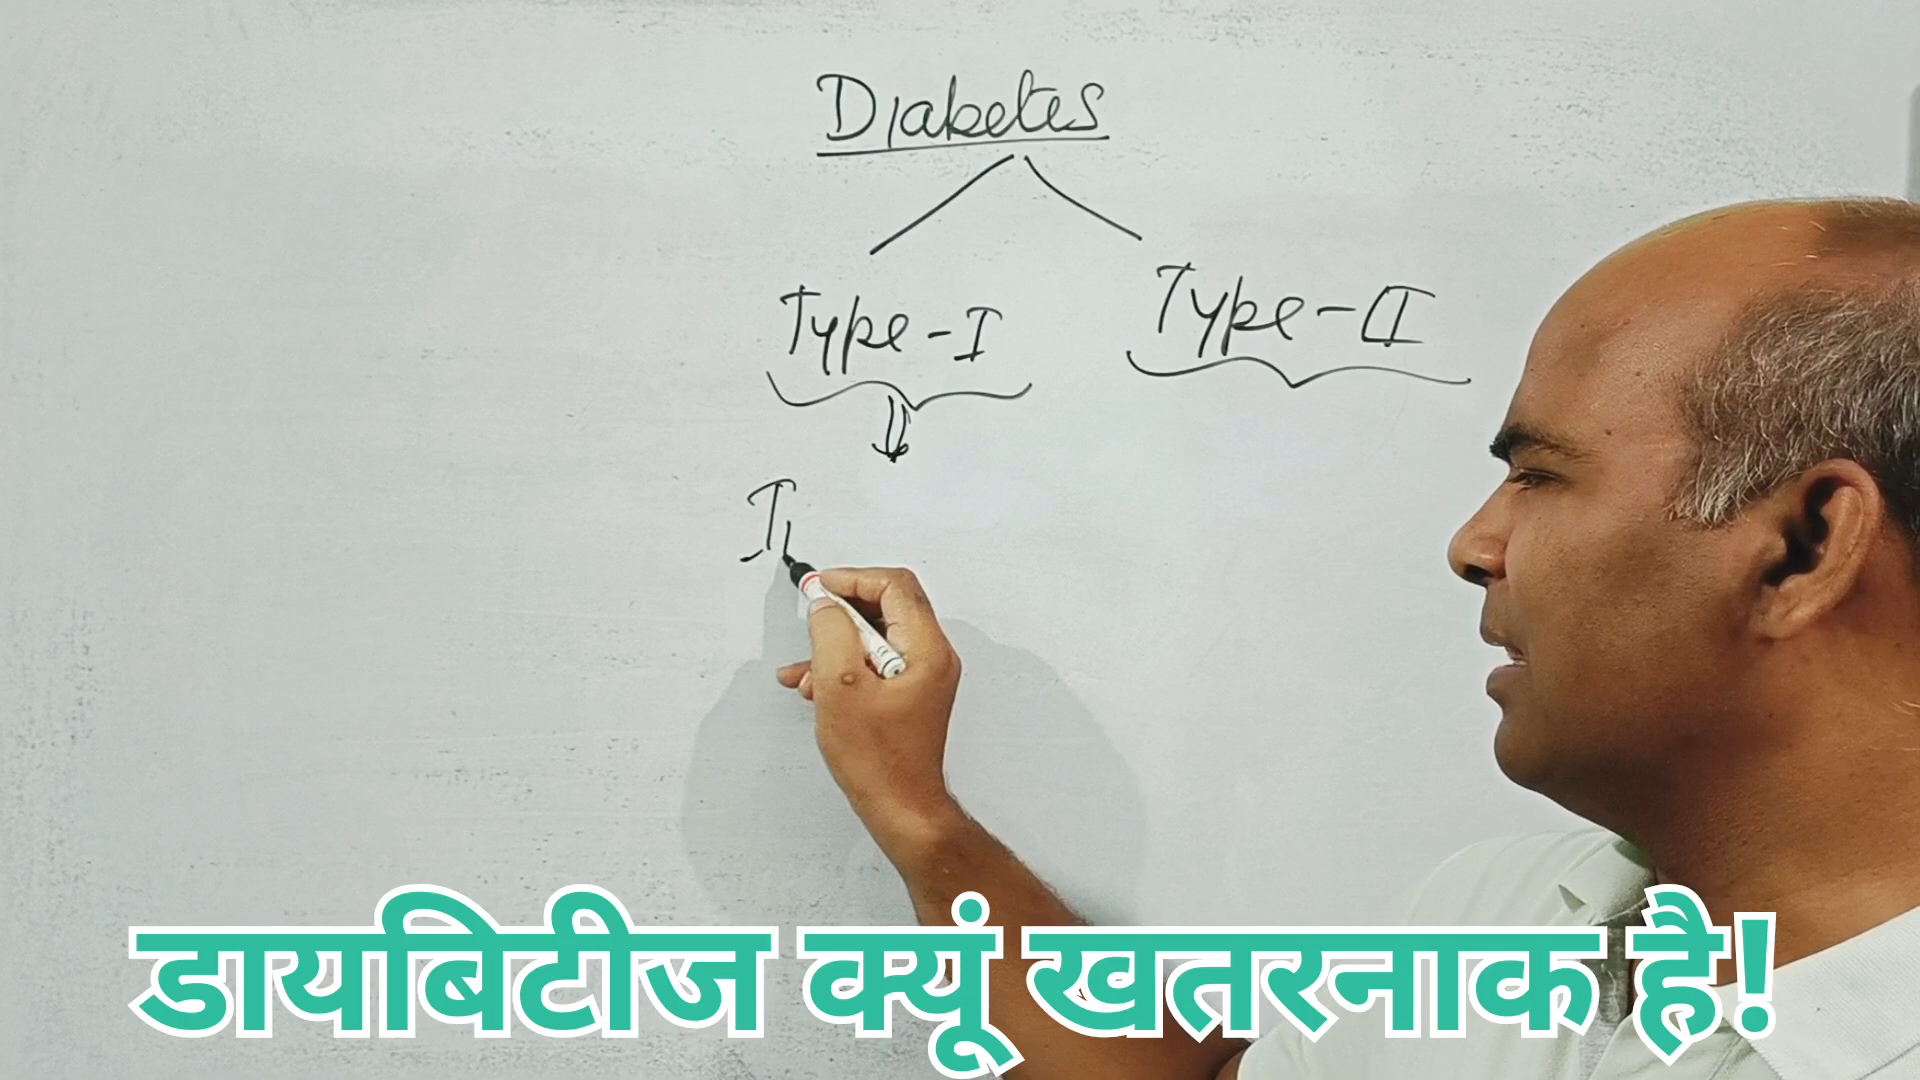 Diabetes
Type-I Type-II
I
डायबिटीज क्यूं खतरनाक है!